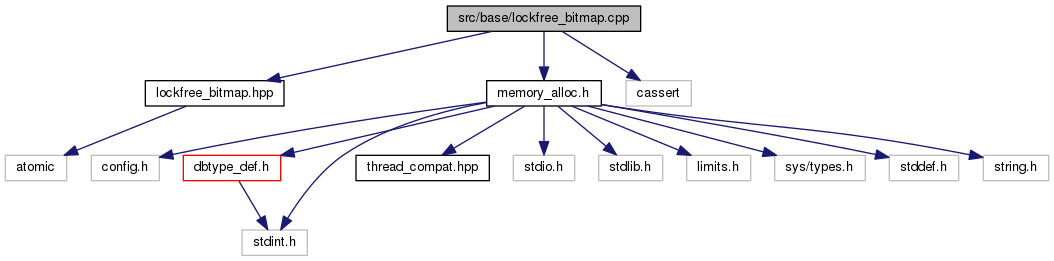 src/base/lockfree_bitmap.cpp
lockfree_bitmap.hpp
memory_alloc.h
cassert
atomic
config.h
dbtype_def.h
thread_compat.hpp
stdio.h
stdlib.h
limits.h
sys/types.h
stddef.h
string.h
stdint.h